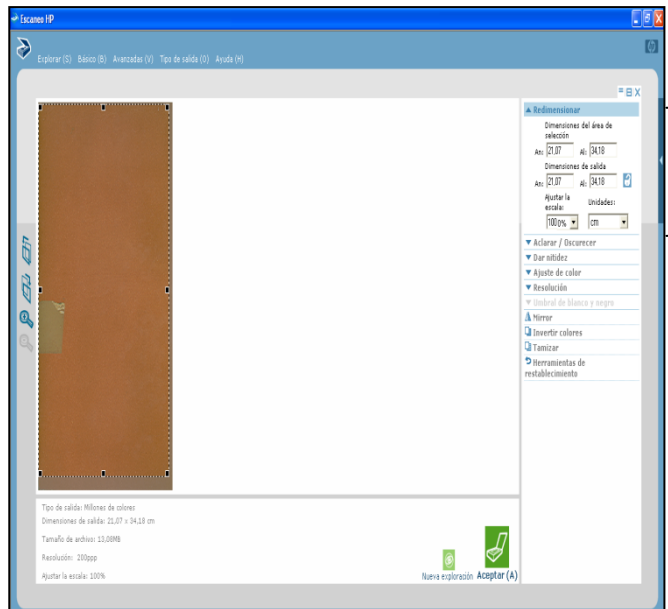 Escaneo HP
Explorar (S) Básico (B) Avanzadas (V) Tipo de salida (O) Ayuda (H)
Redimensionar
Dimensiones del área de
selección
An: 21,07 Al: 34,18
Dimensiones de salida
An: 21,07 Al: 34,18
Ajustar la
escala: Unidades:
100 0% cm
Aclarar / Oscurecer
Dar nitidez
Ajuste de color
Resolución
Umbral de blanco y negro
Mirror
Invertir colores
Tamizar
Herramientas de
restablecimiento
Tipo de salida: Millones de colores
Dimensiones de salida: 21,07 x 34,18 cm
Tamaño de archivo: 13,08MB
Resolución: 200ppp
Ajustar la escala: 100%
Nueva exploración Aceptar (A)